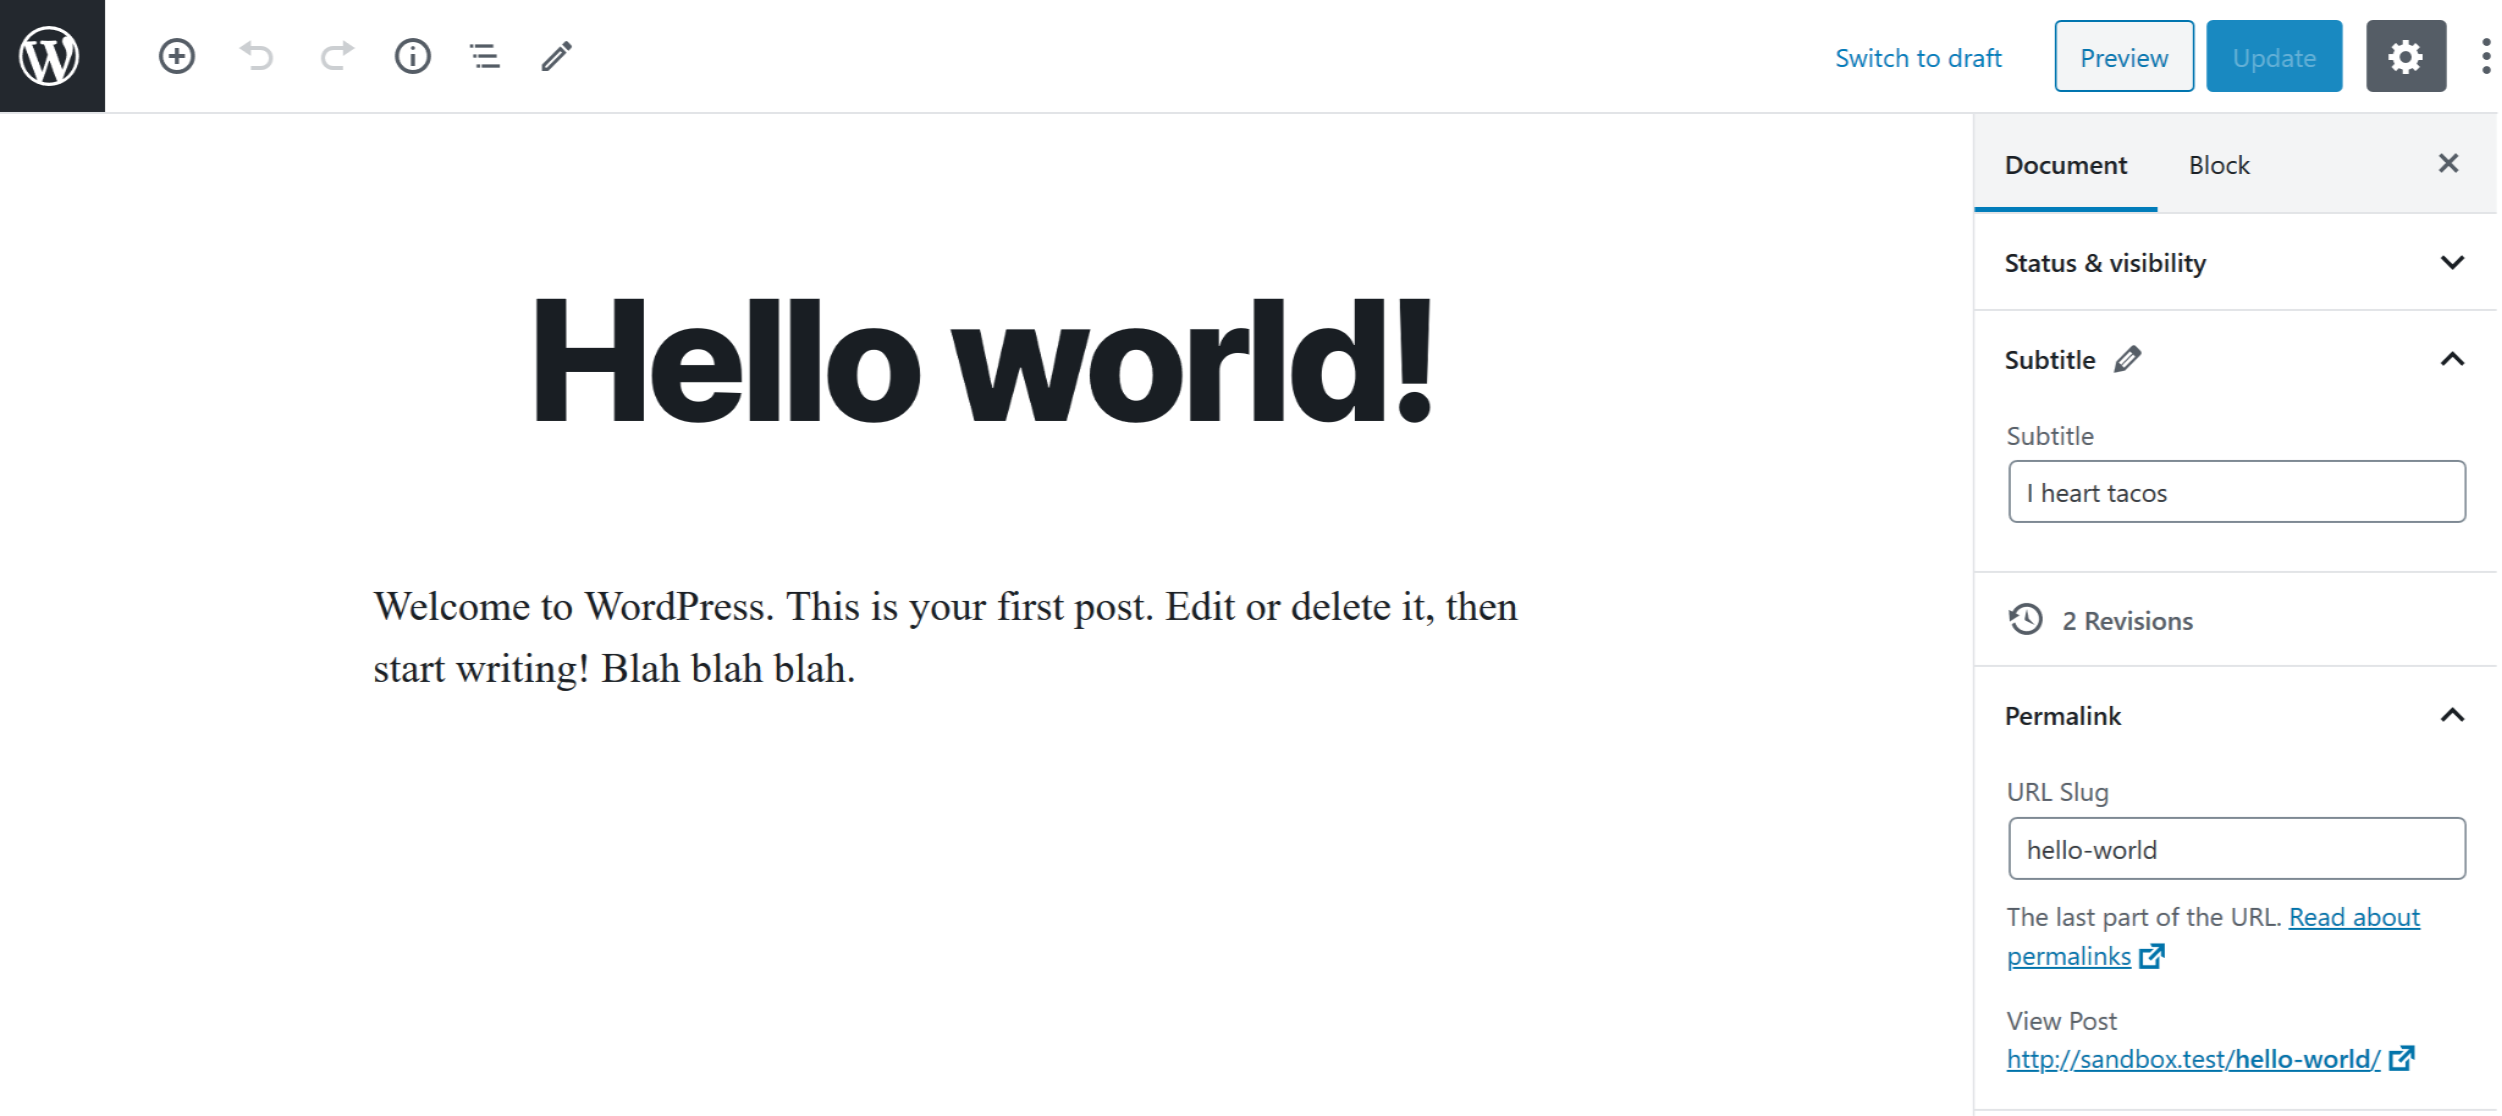 Switch to draft
Preview
Update
Document
Block
Status & visibility
Hello world!
Subtitle
Subtitle
I heart tacos
Welcome to WordPress. This is your first post. Edit or delete it, then
start writing! Blah blah blah.
2 Revisions
Permalink
URL Slug
hello-world
The last part of the URL. Read about
permalinks
View Post
http://sandbox.test/hello-world/